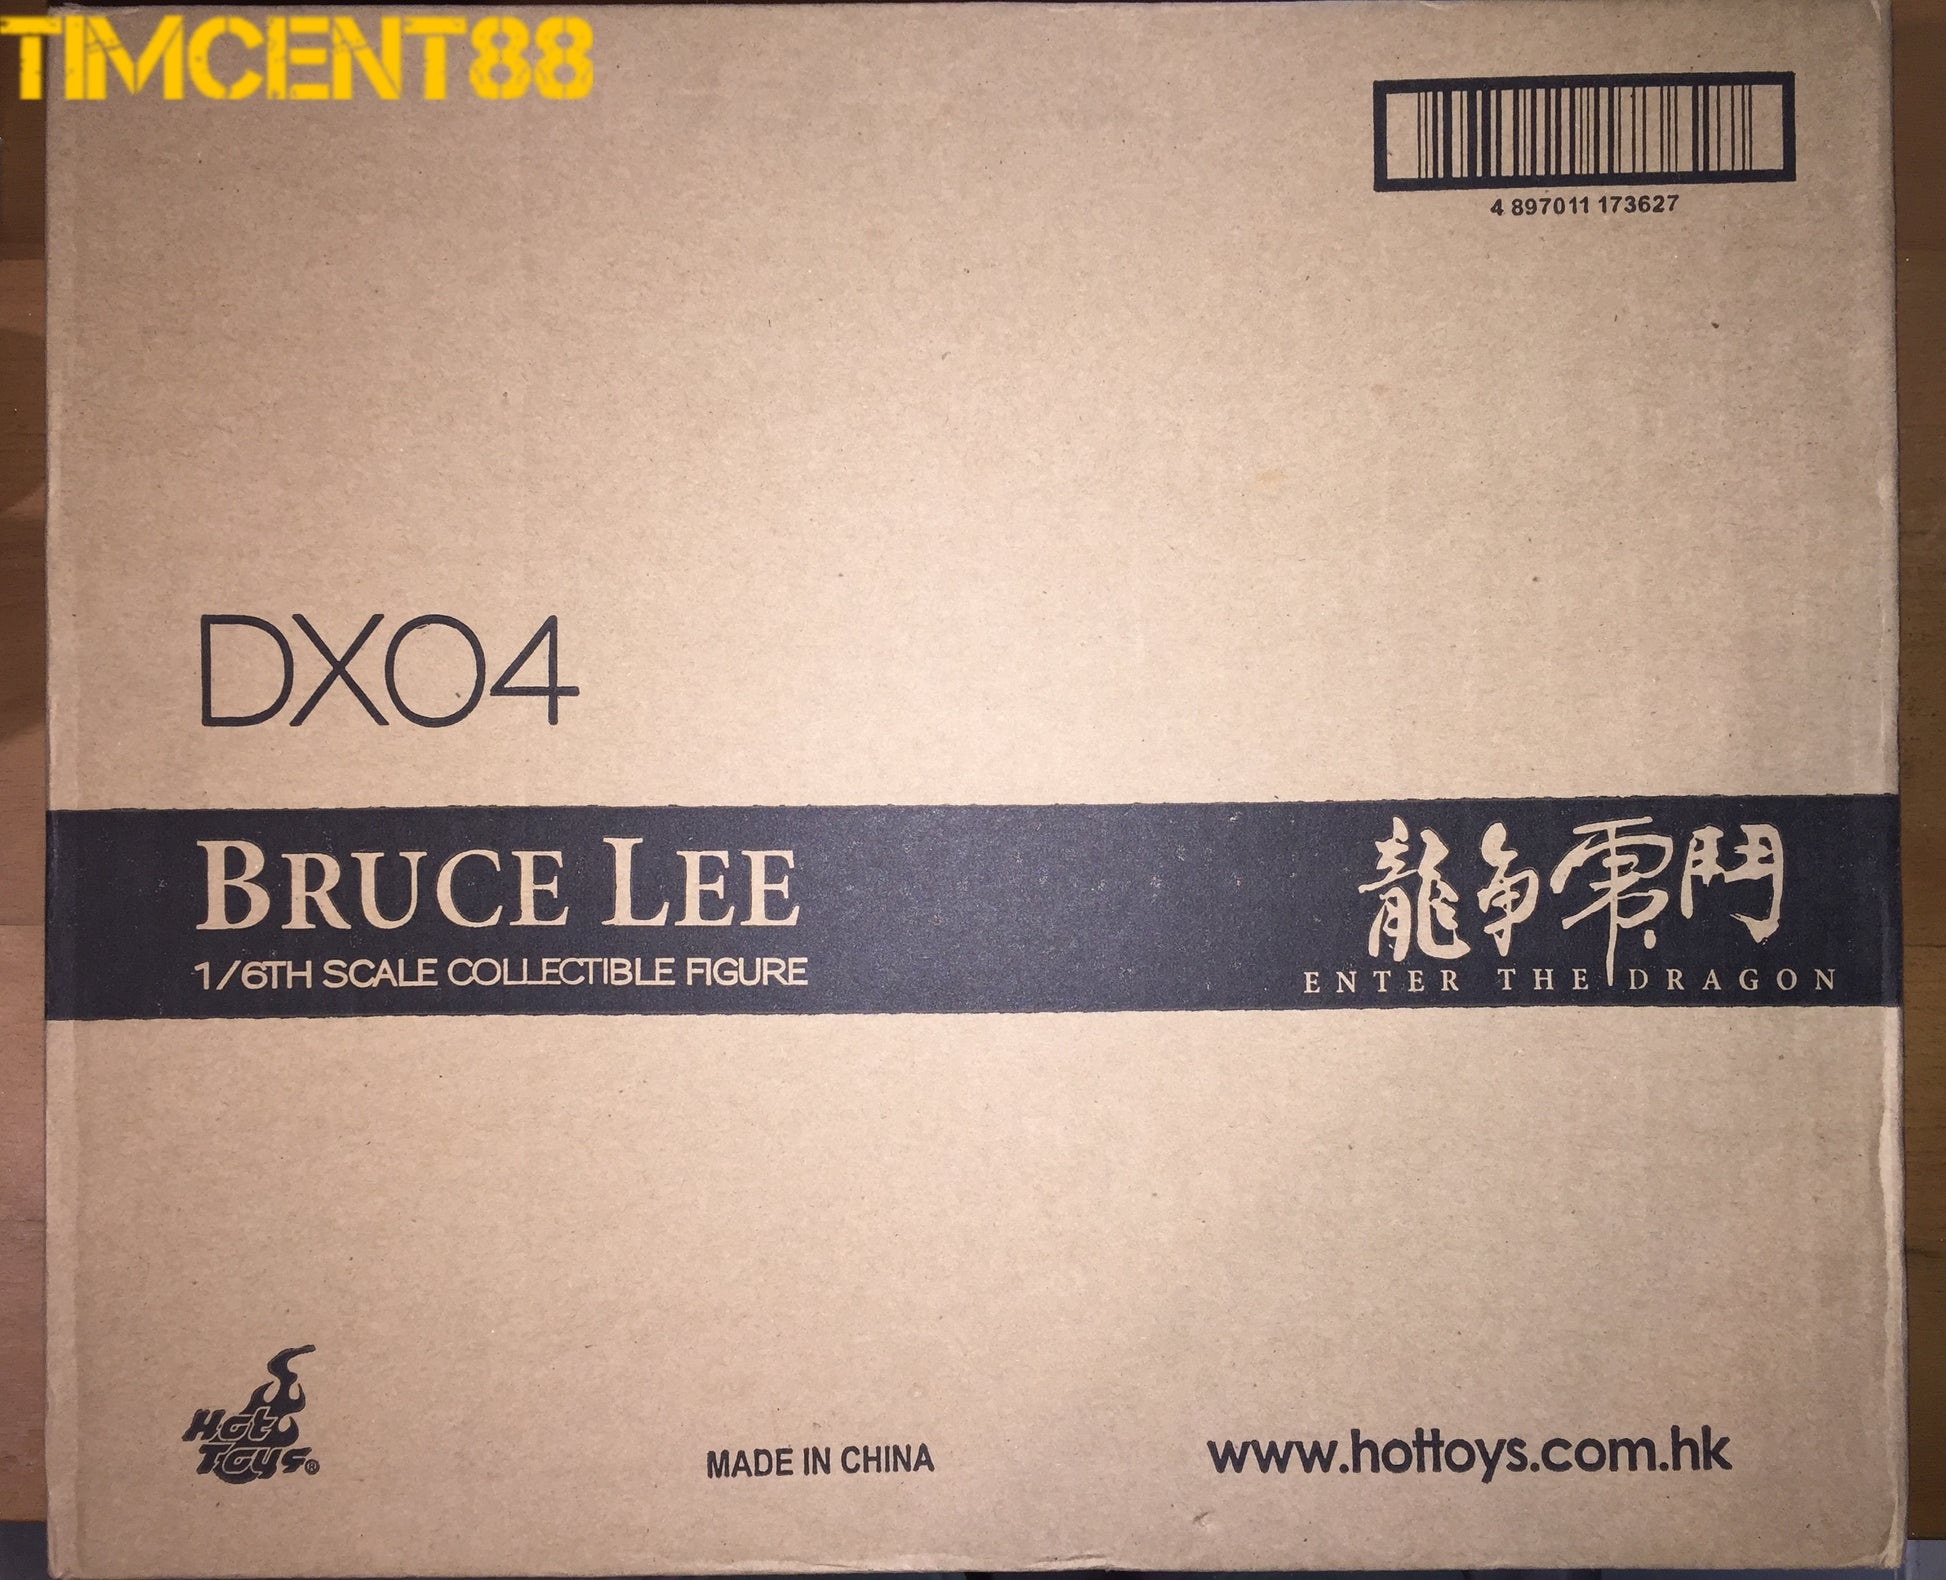 TIMCENT88
4 897011 173627
DX04
BRUCE LEE
1/6TH SCALE COLLECTIBLE FIGURE
龍争虎鬥
ENTER THE DRAGON
Hot
Toys®
MADE IN CHINA
www.hottoys.com.hk